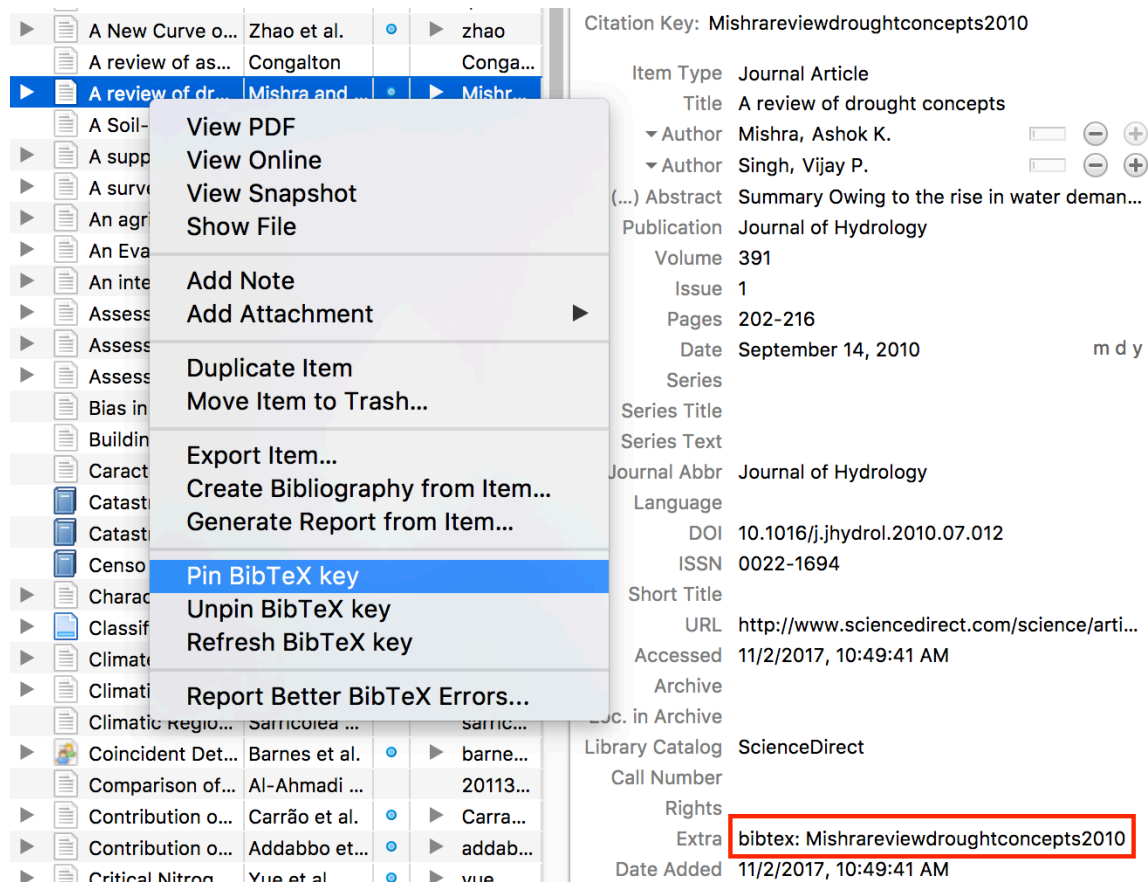 A New Curve o... Zhao et al. zhao
A review of as... Congalton Conga...
A review of dr... Mishra and ... Mishr...
A Soil-
A supp
A surve
An agri
An Eva
An inte
Assess
Assess
Assess
Bias in
Buildin
Caract
Catast
Catast
Censo
Charac
Classif
Climate
Climati
Climatic Regio... Sarricolea ... sarric...
Coincident Det... Barnes et al. barne...
Comparison of... Al-Ahmadi ... 20113...
Contribution o... Carrão et al. Carra...
Contribution o... Addabbo et... addab...
Critical Nitrog Yue et al. yue
View PDF
View Online
View Snapshot
Show File
Add Note
Add Attachment
Duplicate Item
Move Item to Trash...
Export Item...
Create Bibliography from Item...
Generate Report from Item...
Pin BibTeX key
Unpin BibTeX key
Refresh BibTeX key
Report Better BibTeX Errors...
Citation Key: Mishrareviewdroughtconcepts2010
Item Type Journal Article
Title A review of drought concepts
Author Mishra, Ashok K.
Author Singh, Vijay P.
(...) Abstract Summary Owing to the rise in water deman...
Publication Journal of Hydrology
Volume 391
Issue 1
Pages 202-216
Date September 14, 2010 m d y
Series
Series Title
Series Text
Journal Abbr Journal of Hydrology
Language
DOI 10.1016/j.jhydrol.2010.07.012
ISSN 0022-1694
Short Title
URL http://www.sciencedirect.com/science/arti...
Accessed 11/2/2017, 10:49:41 AM
Archive
Loc. in Archive
Library Catalog ScienceDirect
Call Number
Rights
Extra bibtex: Mishrareviewdroughtconcepts2010
Date Added 11/2/2017, 10:49:41 AM